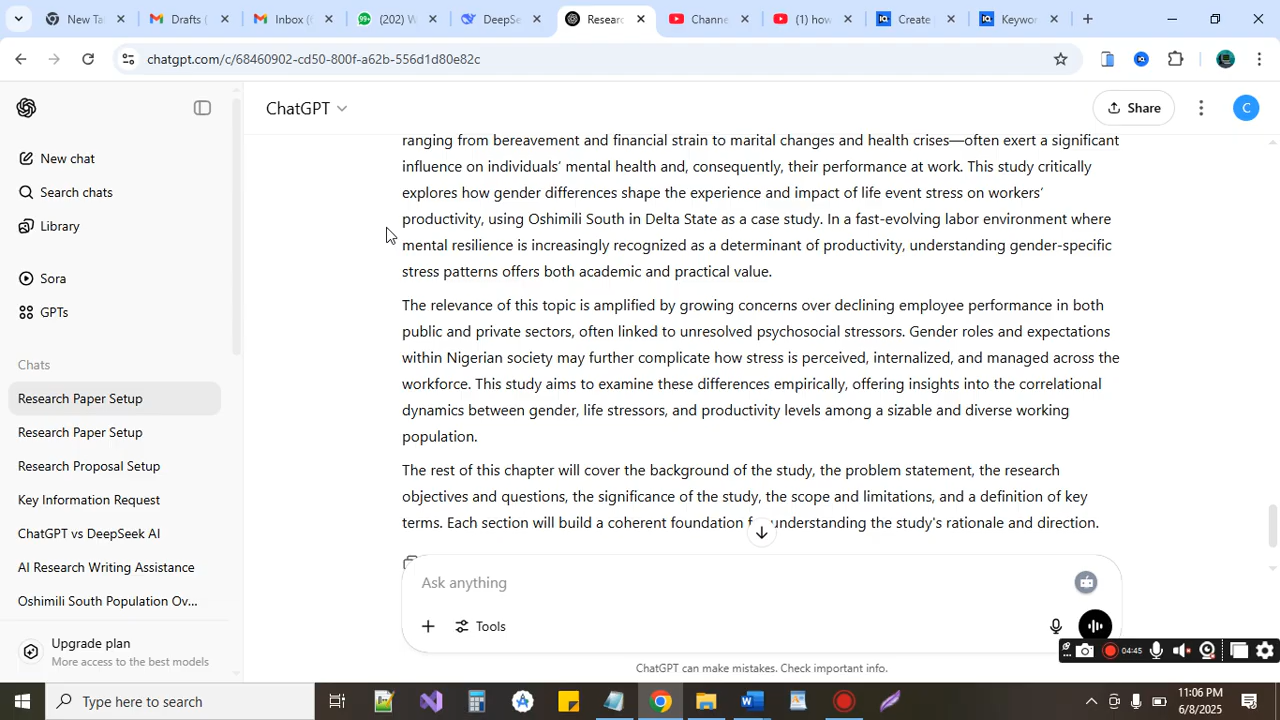 New Ta
Drafts (
Inbox (
(202) W
DeepSe
Researc
Channe
(1) how
Create
Keywo
chatgpt.com/c/68460902-cd50-800f-a62b-556d1d80e82c
ChatGPT
Share
C
New chat
Search chats
Library
Sora
GPTs
Chats
Research Paper Setup
Research Paper Setup
Research Proposal Setup
Key Information Request
ChatGPT vs DeepSeek AI
AI Research Writing Assistance
Oshimili South Population Ov...
Upgrade plan
More access to the best models
ranging from bereavement and financial strain to marital changes and health crises—often exert a significant
influence on individuals’ mental health and, consequently, their performance at work. This study critically
explores how gender differences shape the experience and impact of life event stress on workers’
productivity, using Oshimili South in Delta State as a case study. In a fast-evolving labor environment where
mental resilience is increasingly recognized as a determinant of productivity, understanding gender-specific
stress patterns offers both academic and practical value.
The relevance of this topic is amplified by growing concerns over declining employee performance in both
public and private sectors, often linked to unresolved psychosocial stressors. Gender roles and expectations
within Nigerian society may further complicate how stress is perceived, internalized, and managed across the
workforce. This study aims to examine these differences empirically, offering insights into the correlational
dynamics between gender, life stressors, and productivity levels among a sizable and diverse working
population.
The rest of this chapter will cover the background of the study, the problem statement, the research
objectives and questions, the significance of the study, the scope and limitations, and a definition of key
terms. Each section will build a coherent foundation understanding the study's rationale and direction.
Ask anything
Tools
ChatGPT can make mistakes. Check important info.
04:45
Type here to search
11:06 PM
6/8/2025